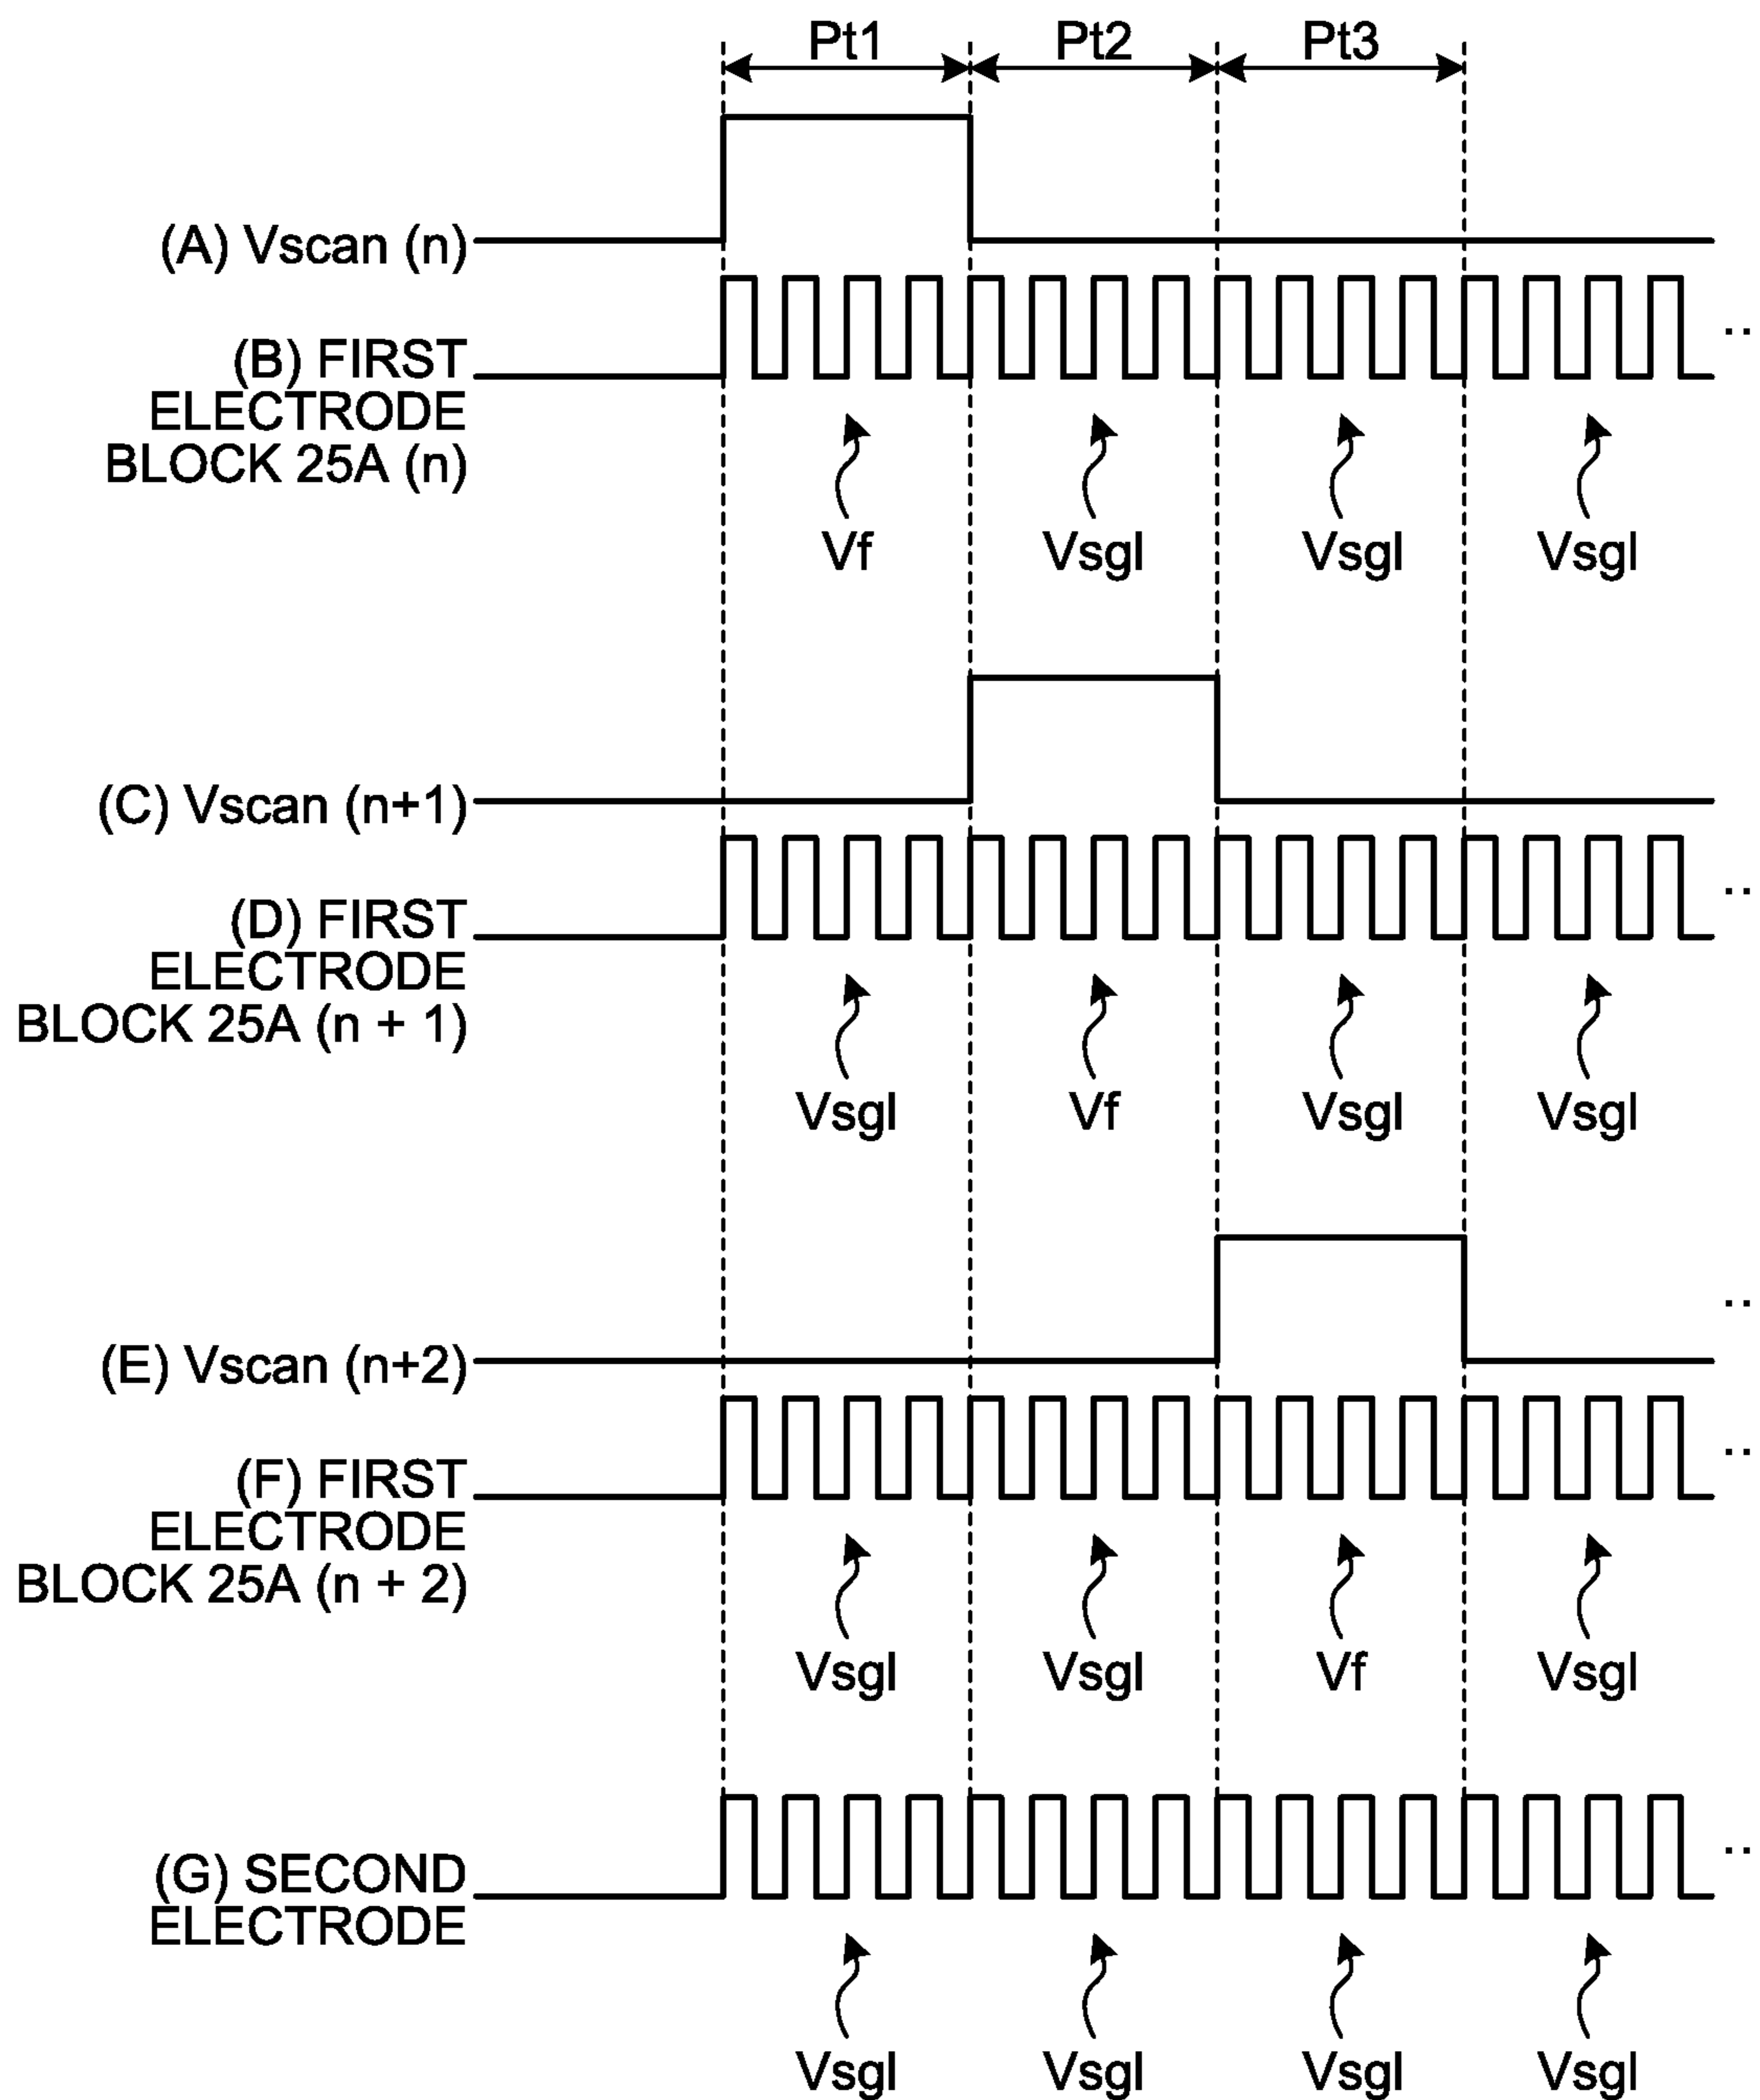 Pt1 Pt2 Pt3
(A) Vscan (n)
(B) FIRST
ELECTRODE
BLOCK 25A (n)
..
Vf Vsgl Vsgl Vsgl
(C) Vscan (n+1)
(D) FIRST
ELECTRODE
BLOCK 25A (n + 1)
..
Vsgl Vf Vsgl Vsgl
..
(E) Vscan (n+2)
(F) FIRST
ELECTRODE
BLOCK 25A (n + 2)
..
Vsgl Vsgl Vf Vsgl
(G) SECOND
ELECTRODE
..
Vsgl Vsgl Vsgl Vsgl